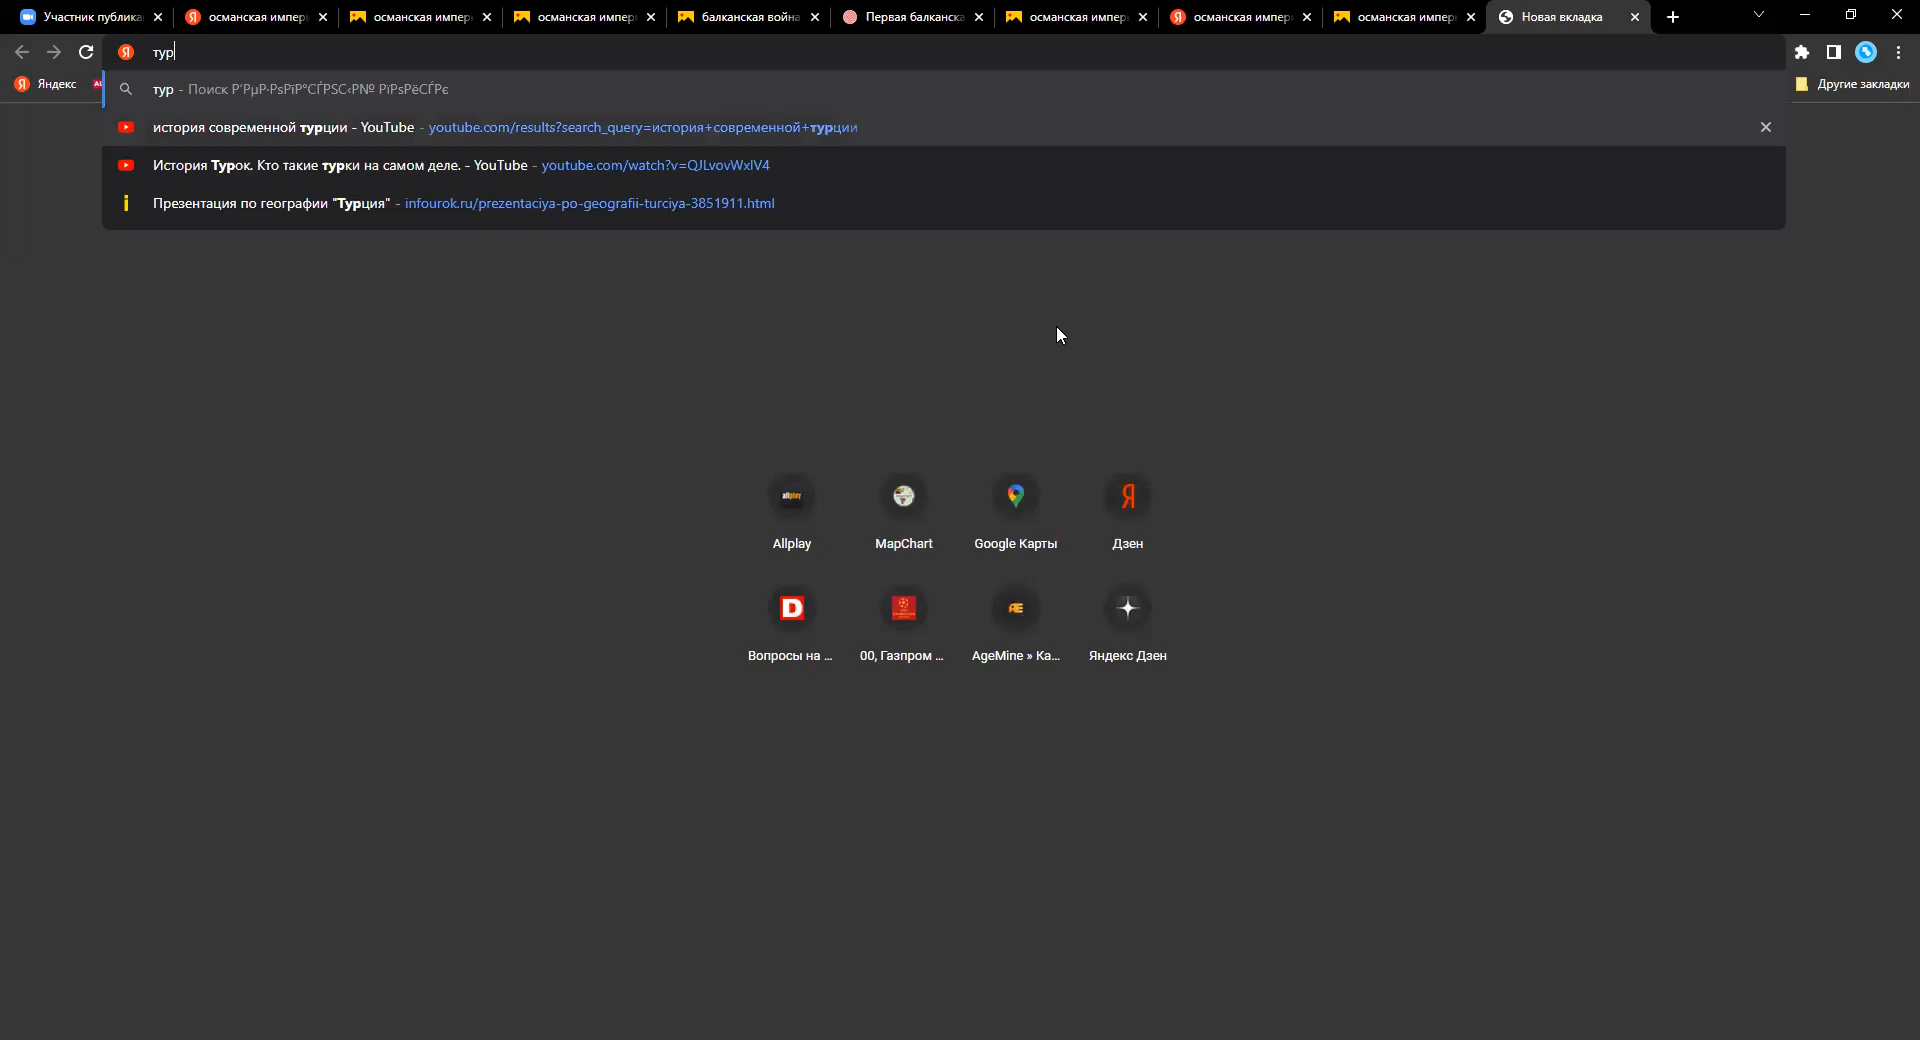 Участник публика
османская импер
османская импер
османская импер
балканская война
Первая балканска
османская импер
османская импер
османская импер
Новая вкладка
тур
Яндекс
Другие закладки
тур - Поиск Р’РµР·РѕРїР°СЃРЅС‹Р№ РїРѕРёСЃРє
история современной турции - YouTube - youtube.com/results?search_query=история+современной+турции
История Турок. Кто такие турки на самом деле. - YouTube - youtube.com/watch?v=QJLvovWxlV4
Презентация по географии "Турция" - infourok.ru/prezentaciya-po-geografii-turciya-3851911.html
allplay
Allplay
MapChart
Google Карты
Дзен
Вопросы на ...
00, Газпром ...
AgeMine » Ка...
Яндекс Дзен